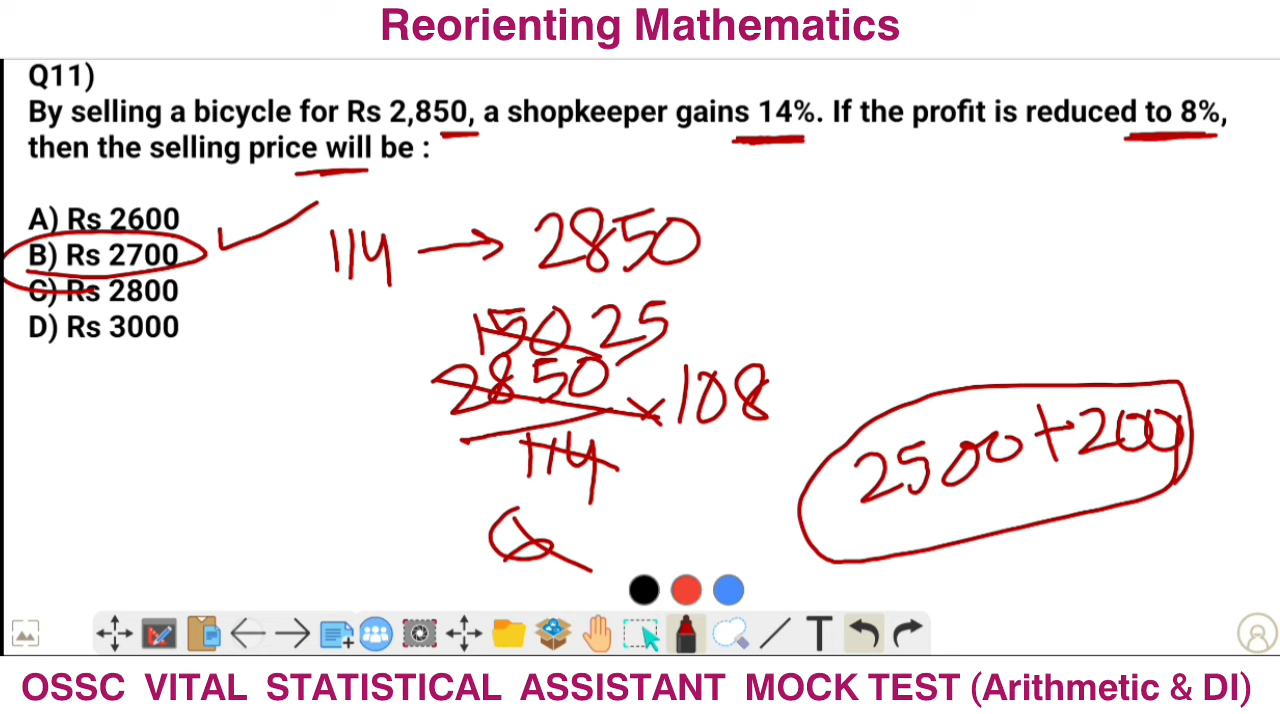 Reorienting Mathematics
Q11)
By selling a bicycle for Rs 2,850, a shopkeeper gains 14%. If the profit is reduced to 8%,
then the selling price will be :
A) Rs 2600
B) Rs 2700
C) Rs 2800
D) Rs 3000
114 → 2850
150 25
2850 × 108
114
6
2500+200
T
OSSC VITAL STATISTICAL ASSISTANT MOCK TEST (Arithmetic & DI)